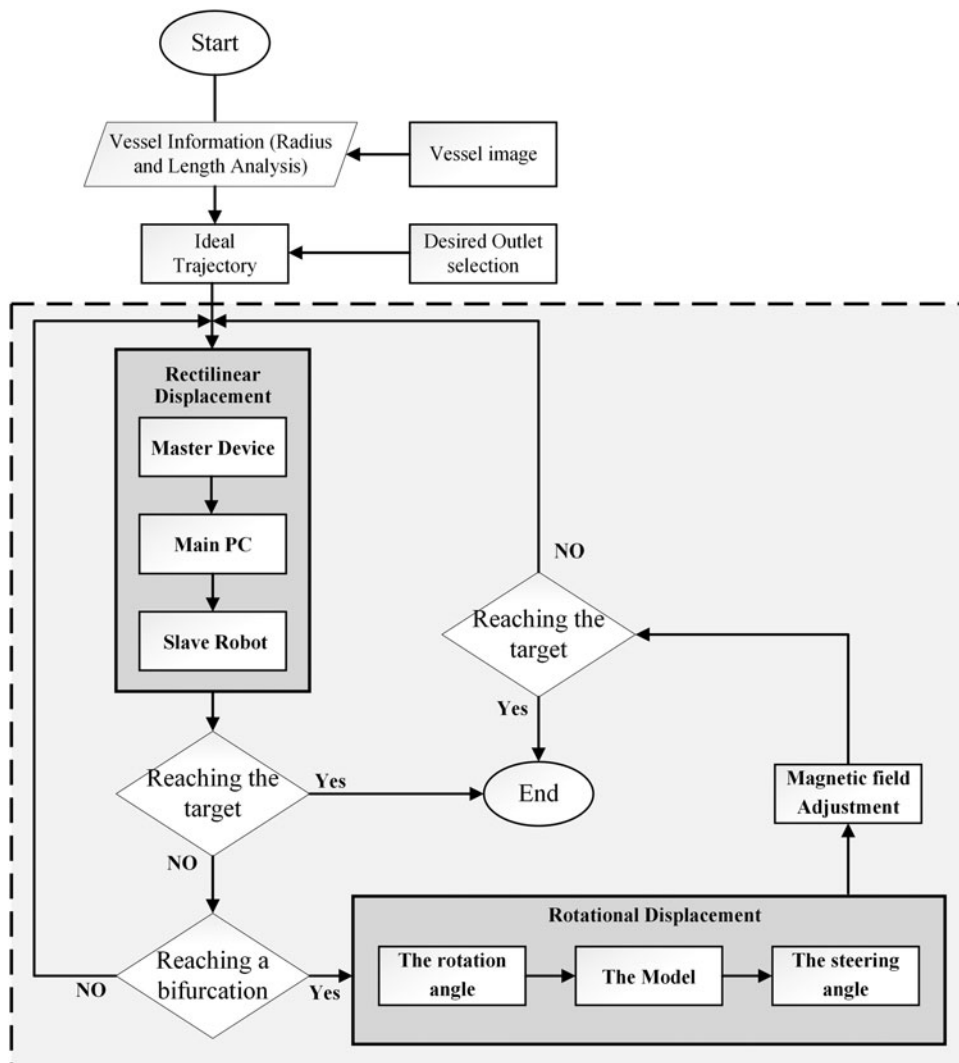 Start
Vessel Information (Radius
and Length Analysis)
Vessel image
Ideal
Trajectory
Desired Outlet
selection
Rectilinear
Displacement
Master Device
Main PC
Slave Robot
NO
Reaching the
target
Yes
Reaching the
target
Yes
End
Magnetic field
Adjustment
NO
Rotational Displacement
Reaching a
bifurcation
NO
Yes
The rotation
angle
The Model
The steering
angle